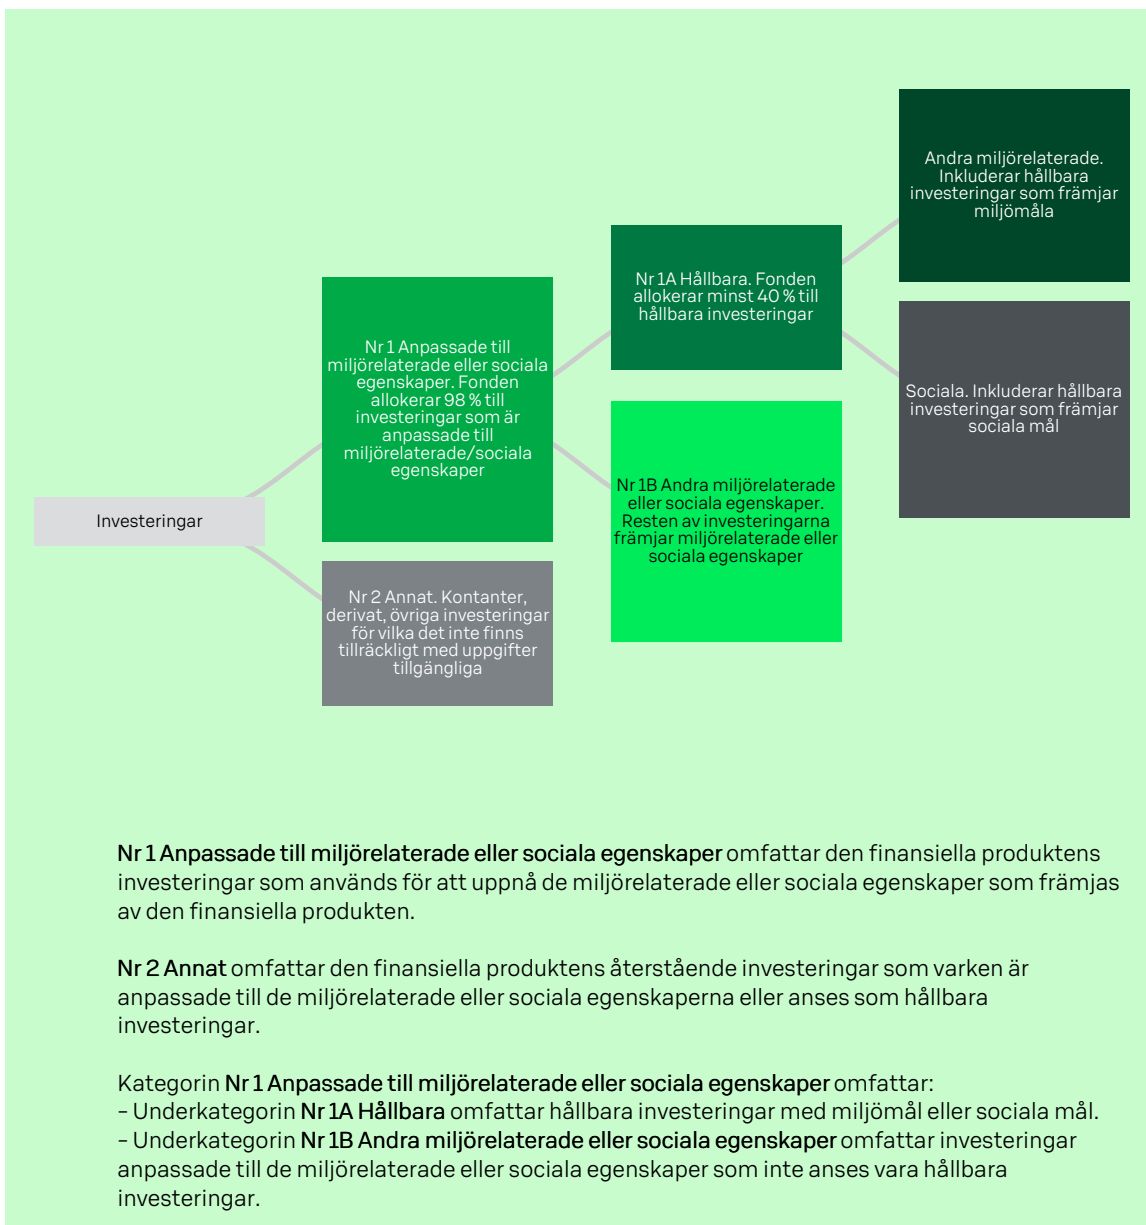 Andra miljörelaterade.
Inkluderar hållbara
investeringar som främjar
miljömåla
Nr 1A Hållbara. Fonden
allokerar minst 40 % till
hållbara investeringar
Nr 1 Anpassade till
miljörelaterade eller sociala
egenskaper. Fonden
allokerar 98 % till
investeringar som är
anpassade till
miljörelaterade/sociala
egenskaper
Sociala. Inkluderar hållbara
investeringar som främjar
sociala mål
Nr 1B Andra miljörelaterade
eller sociala egenskaper.
Resten av investeringarna
främjar miljörelaterade eller
sociala egenskaper
Investeringar
Nr 2 Annat. Kontanter,
derivat, övriga investeringar
för vilka det inte finns
tillräckligt med uppgifter
tillgängliga
Nr 1 Anpassade till miljörelaterade eller sociala egenskaper omfattar den finansiella produktens
investeringar som används för att uppnå de miljörelaterade eller sociala egenskaper som främjas
av den finansiella produkten.
Nr 2 Annat omfattar den finansiella produktens återstående investeringar som varken är
anpassade till de miljörelaterade eller sociala egenskaperna eller anses som hållbara
investeringar.
Kategorin Nr 1 Anpassade till miljörelaterade eller sociala egenskaper omfattar:
– Underkategorin Nr 1A Hållbara omfattar hållbara investeringar med miljömål eller sociala mål.
– Underkategorin Nr 1B Andra miljörelaterade eller sociala egenskaper omfattar investeringar
anpassade till de miljörelaterade eller sociala egenskaper som inte anses vara hållbara
investeringar.